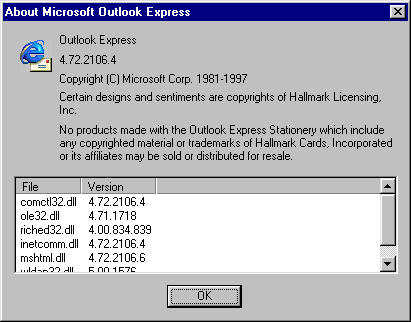 About Microsoft Outlook Express
Outlook Express
4.72.2106.4
Copyright (C) Microsoft Corp. 1981-1997
Certain designs and sentiments are copyrights of Hallmark Licensing,
Inc.
No products made with the Outlook Express Stationery which include
any copyrighted material or trademarks of Hallmark Cards, Incorporated
or its affiliates may be sold or distributed for resale.
File Version
comctl32.dll 4.72.2106.4
ole32.dll 4.71.1718
riched32.dll 4.00.834.839
inetcomm.dll 4.72.2106.4
mshtml.dll 4.72.2106.6
wldap32.dll 5.00.1576
OK